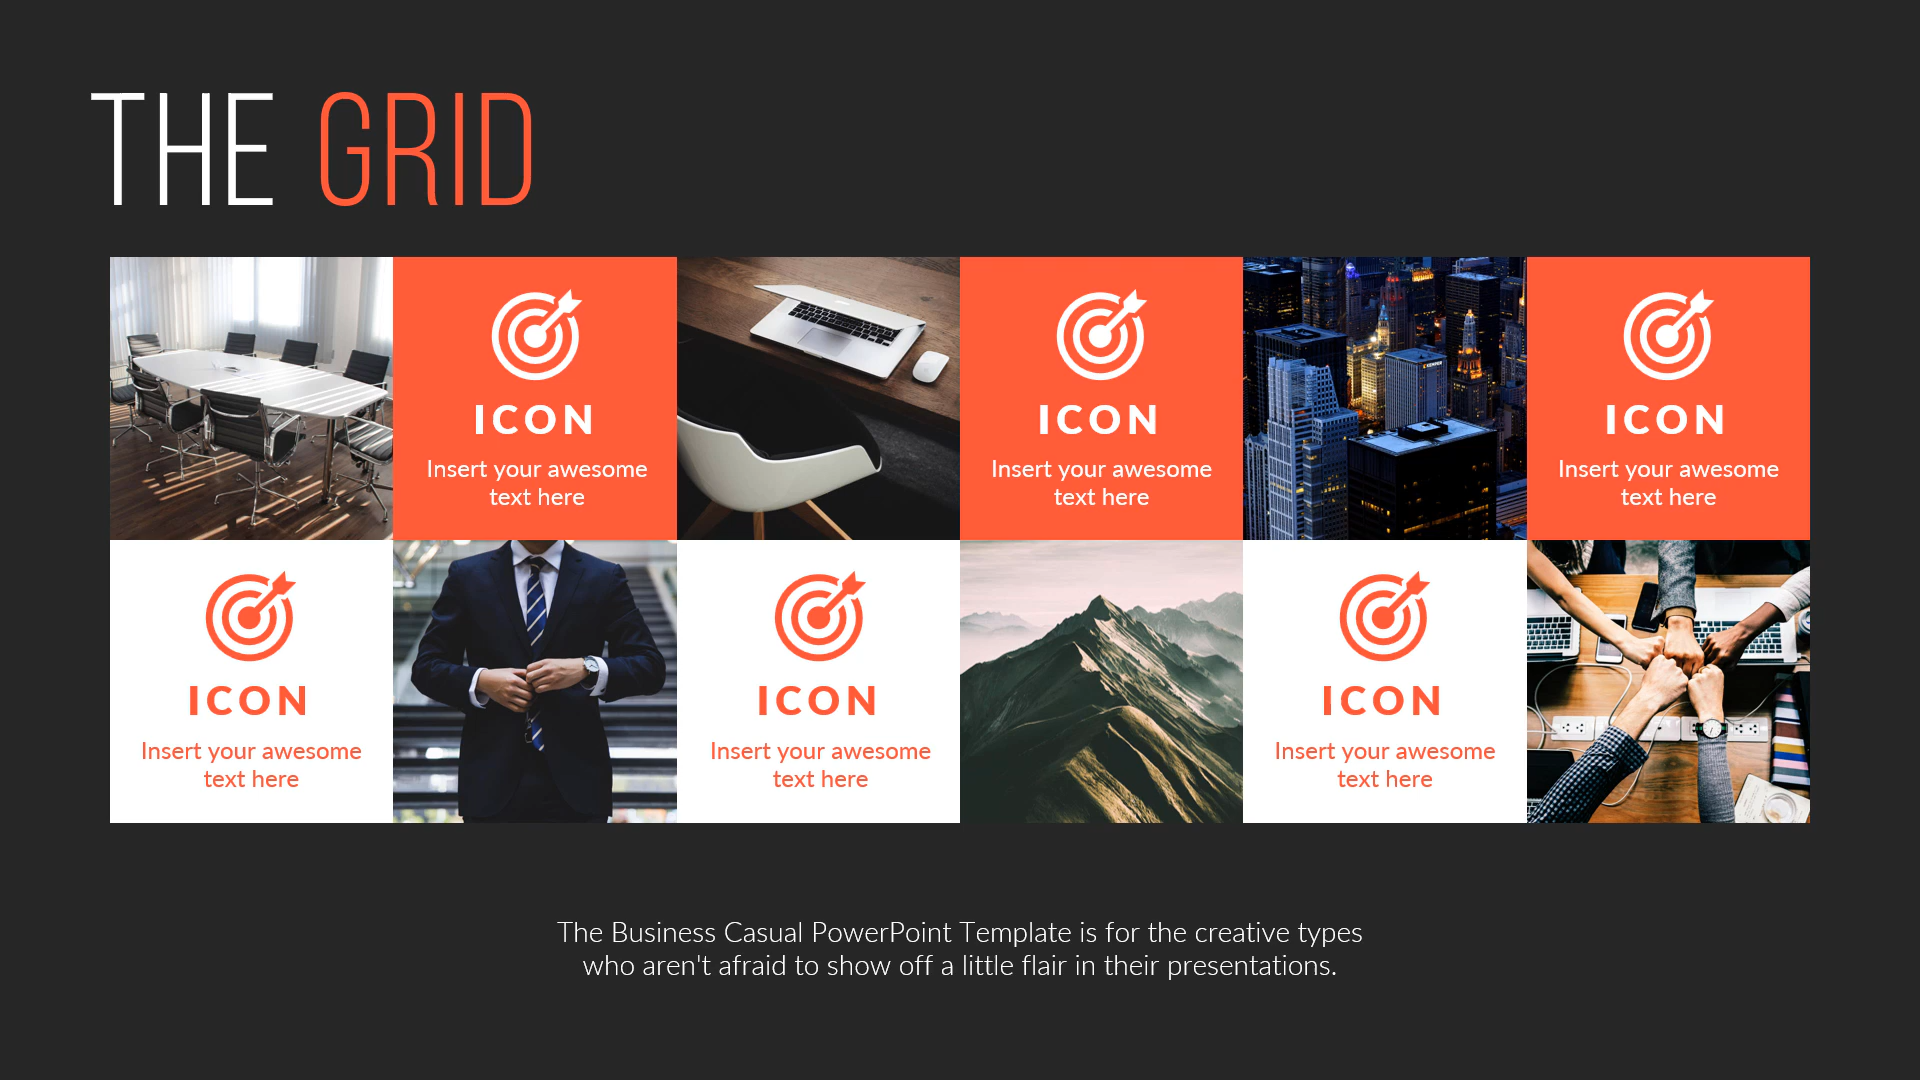 THE GRID
ICON
Insert your awesome
text here
ICON
Insert your awesome
text here
KEMPER
ICON
Insert your awesome
text here
ICON
Insert your awesome
text here
ICON
Insert your awesome
text here
ICON
Insert your awesome
text here
The Business Casual PowerPoint Template is for the creative types
who aren't afraid to show off a little flair in their presentations.